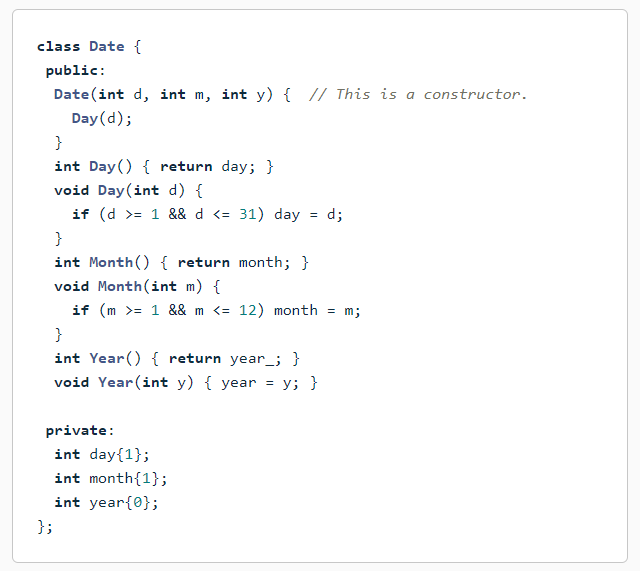 class Date {
 public:
  Date(int d, int m, int y) {  // This is a constructor.
    Day(d);
  }
  int Day() { return day; }
  void Day(int d) {
    if (d >= 1 && d <= 31) day = d;
  }
  int Month() { return month; }
  void Month(int m) {
    if (m >= 1 && m <= 12) month = m;
  }
  int Year() { return year_; }
  void Year(int y) { year = y; }

 private:
  int day{1};
  int month{1};
  int year{0};
};